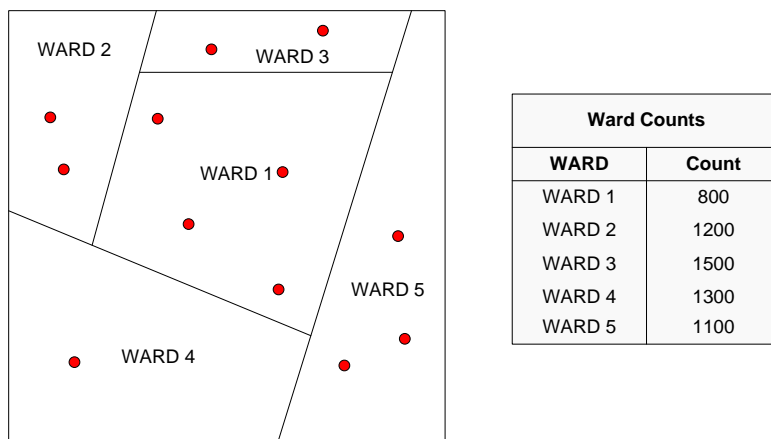 WARD 2
WARD 3
WARD 1
WARD 5
WARD 4
Ward Counts
WARD Count
WARD 1 800
WARD 2 1200
WARD 3 1500
WARD 4 1300
WARD 5 1100